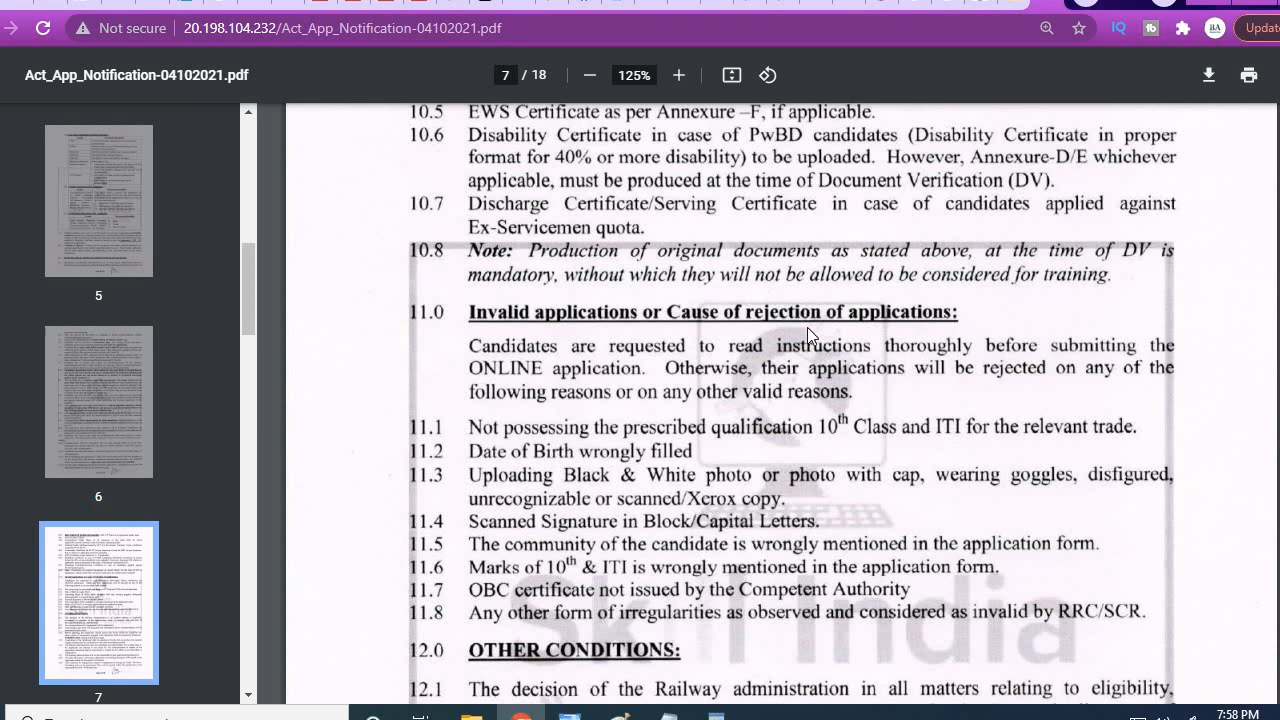 Not secure
20.198.104.232/Act_App_Notification-04102021.pdf
IQ
BA
Update
Act_App_Notification-04102021.pdf
7 / 18
125%
5
6
7
10.5 EWS Certificate as per Annexure –F, if applicable.
10.6 Disability Certificate in case of PwBD candidates (Disability Certificate in proper
format for 40% or more disability) to be uploaded. However, Annexure-D/E whichever
applicable must be produced at the time of Document Verification (DV).
10.7 Discharge Certificate/Serving Certificate in case of candidates applied against
Ex-Servicemen quota.
10.8 Note: Production of original documents as stated above, at the time of DV is
mandatory, without which they will not be allowed to be considered for training.
11.0 Invalid applications or Cause of rejection of applications:
Candidates are requested to read instructions thoroughly before submitting the
ONLINE application. Otherwise, their applications will be rejected on any of the
following reasons or on any other valid reasons.
11.1 Not possessing the prescribed qualification 10th Class and ITI for the relevant trade.
11.2 Date of Birth wrongly filled
11.3 Uploading Black & White photo or photo with cap, wearing goggles, disfigured,
unrecognizable or scanned/Xerox copy.
11.4 Scanned Signature in Block/Capital Letters.
11.5 The community of the candidate is wrongly mentioned in the application form.
11.6 Marks of 10th & ITI is wrongly mentioned in the application form.
11.7 OBC certificate not issued by the Competent Authority
11.8 Any other form of irregularities as observed and considered as invalid by RRC/SCR.
12.0 OTHER CONDITIONS:
12.1 The decision of the Railway administration in all matters relating to eligibility,
7:58 PM